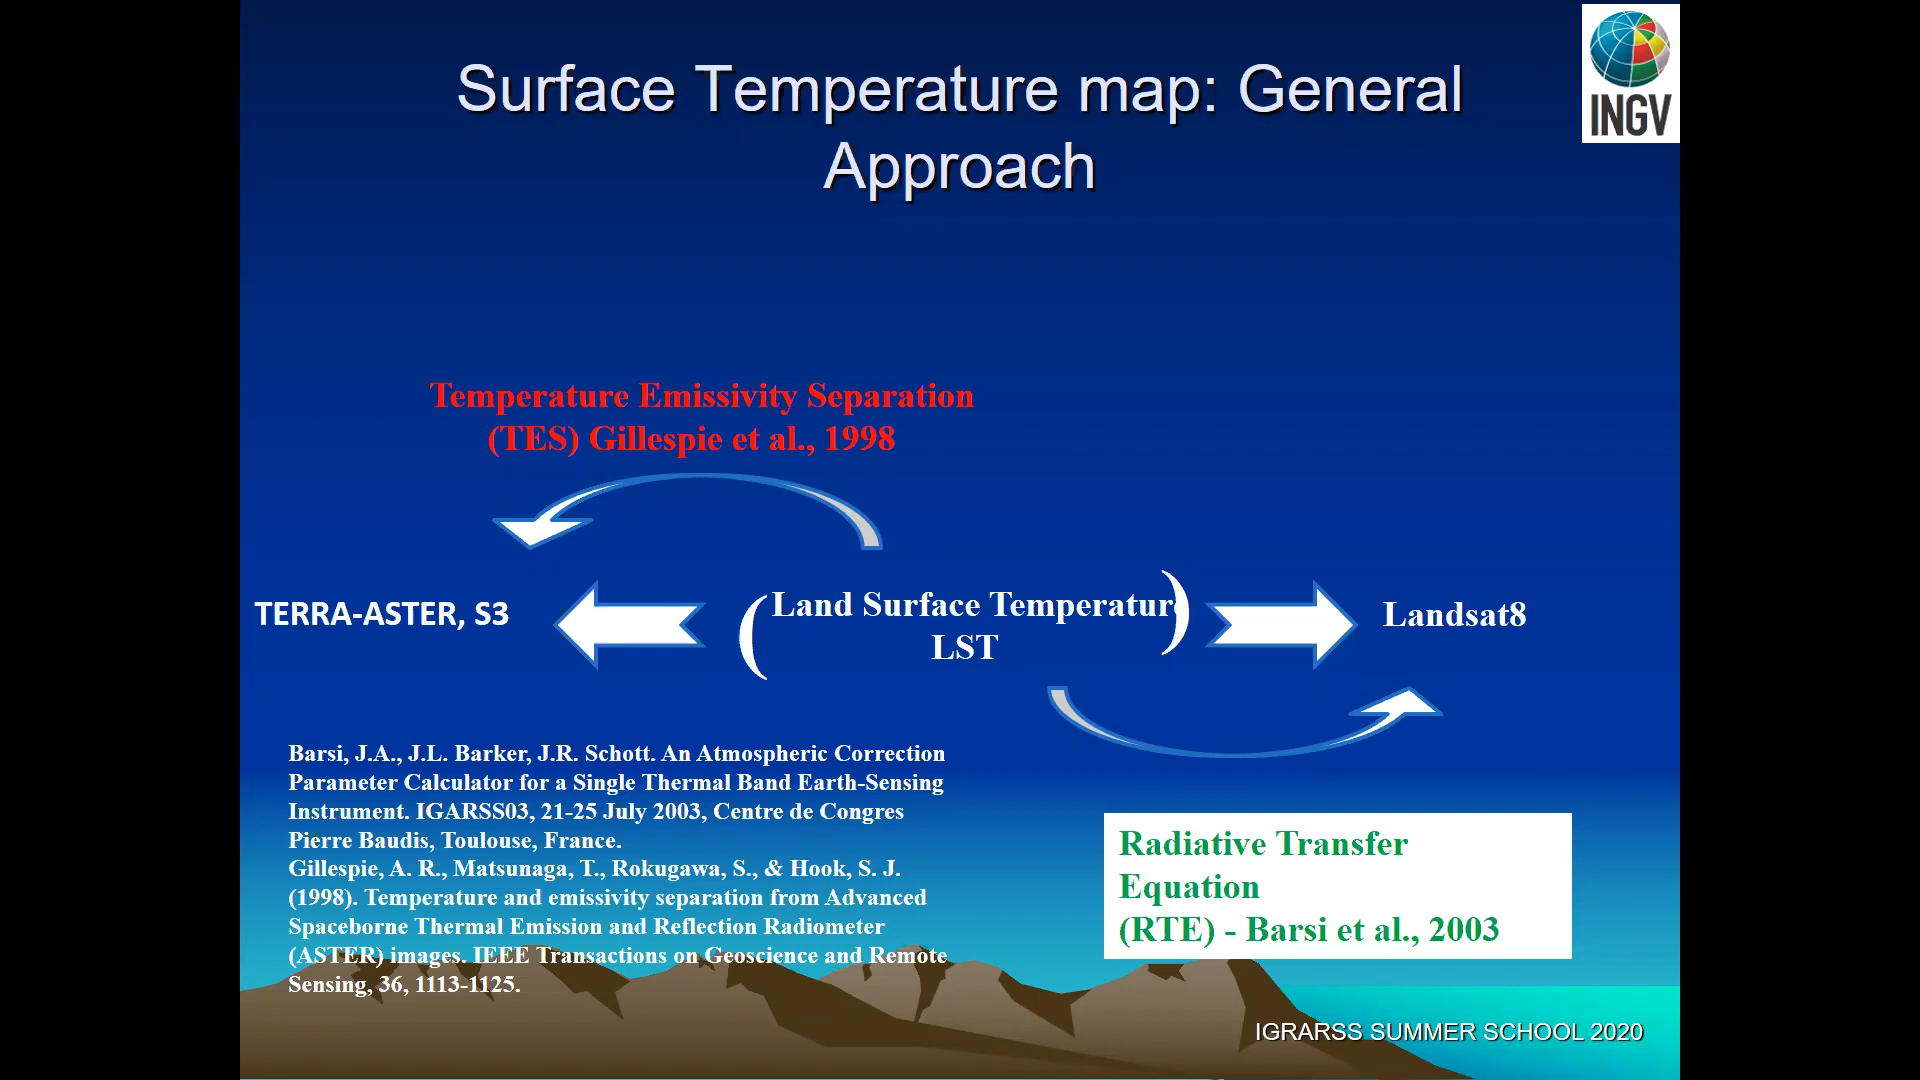 Surface Temperature map: General
Approach
INGV
Temperature Emissivity Separation
(TES) Gillespie et al., 1998
TERRA-ASTER, S3
( Land Surface Temperature )
LST
Landsat8
Barsi, J.A., J.L. Barker, J.R. Schott. An Atmospheric Correction
Parameter Calculator for a Single Thermal Band Earth-Sensing
Instrument. IGARSS03, 21-25 July 2003, Centre de Congres
Pierre Baudis, Toulouse, France.
Gillespie, A. R., Matsunaga, T., Rokugawa, S., & Hook, S. J.
(1998). Temperature and emissivity separation from Advanced
Spaceborne Thermal Emission and Reflection Radiometer
(ASTER) images. IEEE Transactions on Geoscience and Remote
Sensing, 36, 1113-1125.
Radiative Transfer
Equation
(RTE) - Barsi et al., 2003
IGRARSS SUMMER SCHOOL 2020